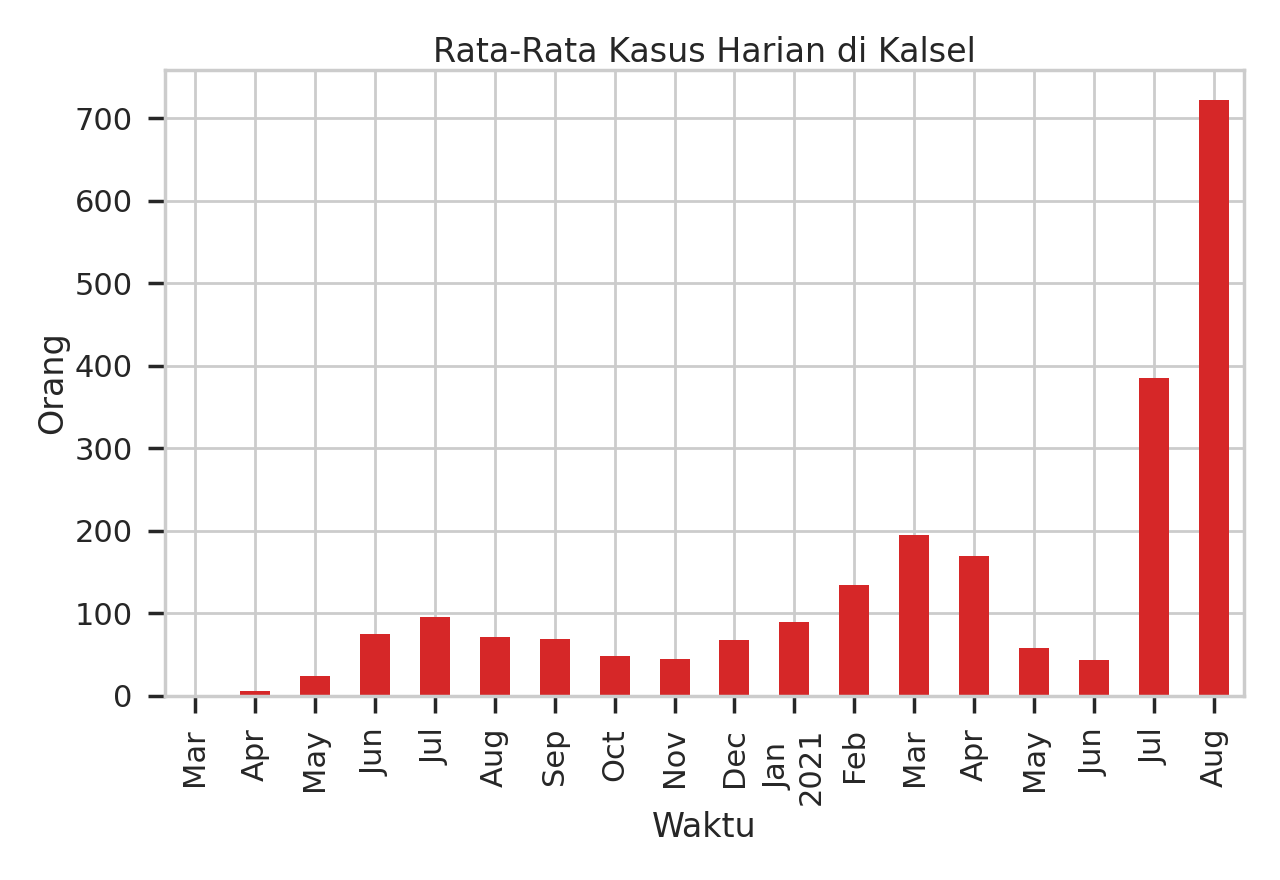 Rata-Rata Kasus Harian di Kalsel
Orang
700
600
500
400
300
200
100
0
Mar
Apr
May
Jun
Jul
Aug
Sep
Oct
Nov
Dec
Jan
2021
Feb
Mar
Apr
May
Jun
Jul
Aug
Waktu